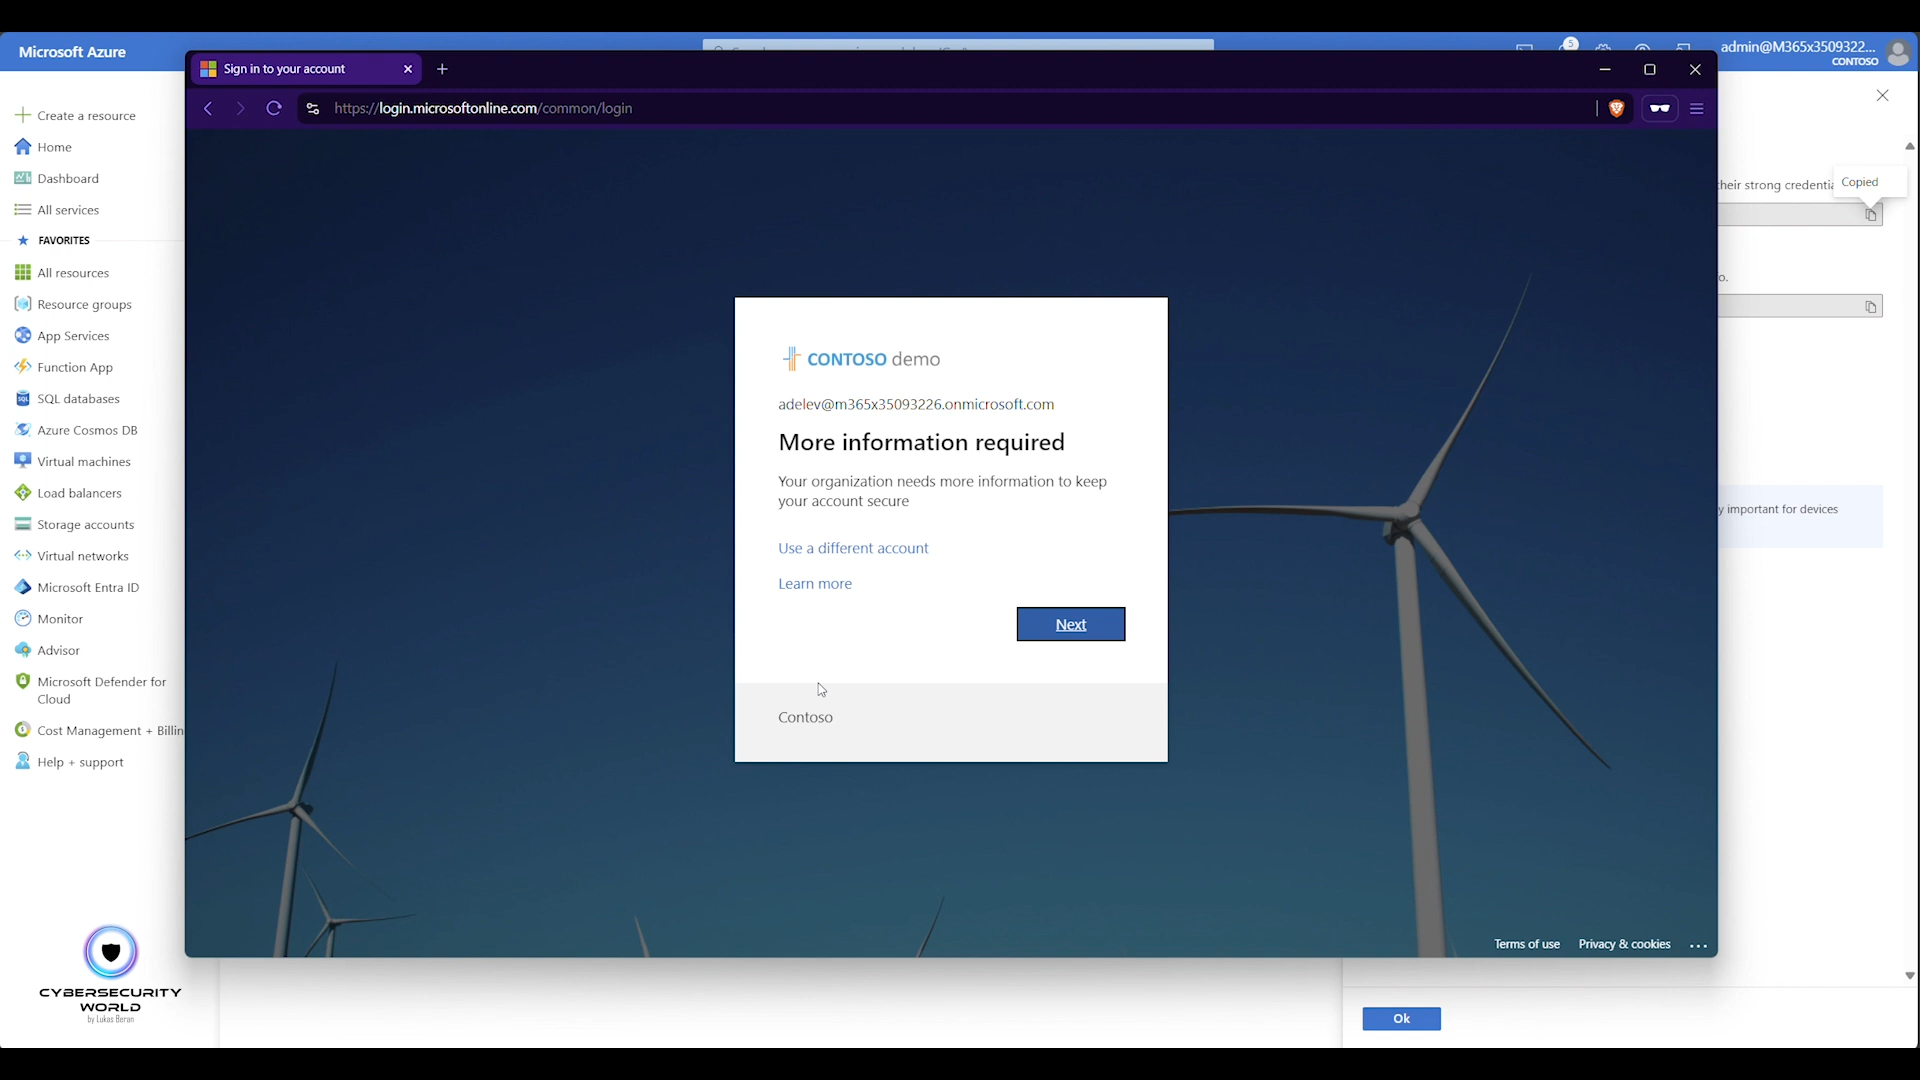 Microsoft Azure
5
admin@M365x3509322...
CONTOSO
Sign in to your account
https://login.microsoftonline.com/common/login
Create a resource
Home
Dashboard
All services
FAVORITES
All resources
Resource groups
App Services
Function App
SQL databases
Azure Cosmos DB
Virtual machines
Load balancers
Storage accounts
Virtual networks
Microsoft Entra ID
Monitor
Advisor
Microsoft Defender for
Cloud
Cost Management + Billin
Help + support
CYBERSECURITY
WORLD
by Lukas Beran
CONTOSO demo
adelev@m365x35093226.onmicrosoft.com
More information required
Your organization needs more information to keep
your account secure
Use a different account
Learn more
Next
Contoso
Terms of use
Privacy & cookies
...
Copied
their strong credentia
o.
y important for devices
Ok